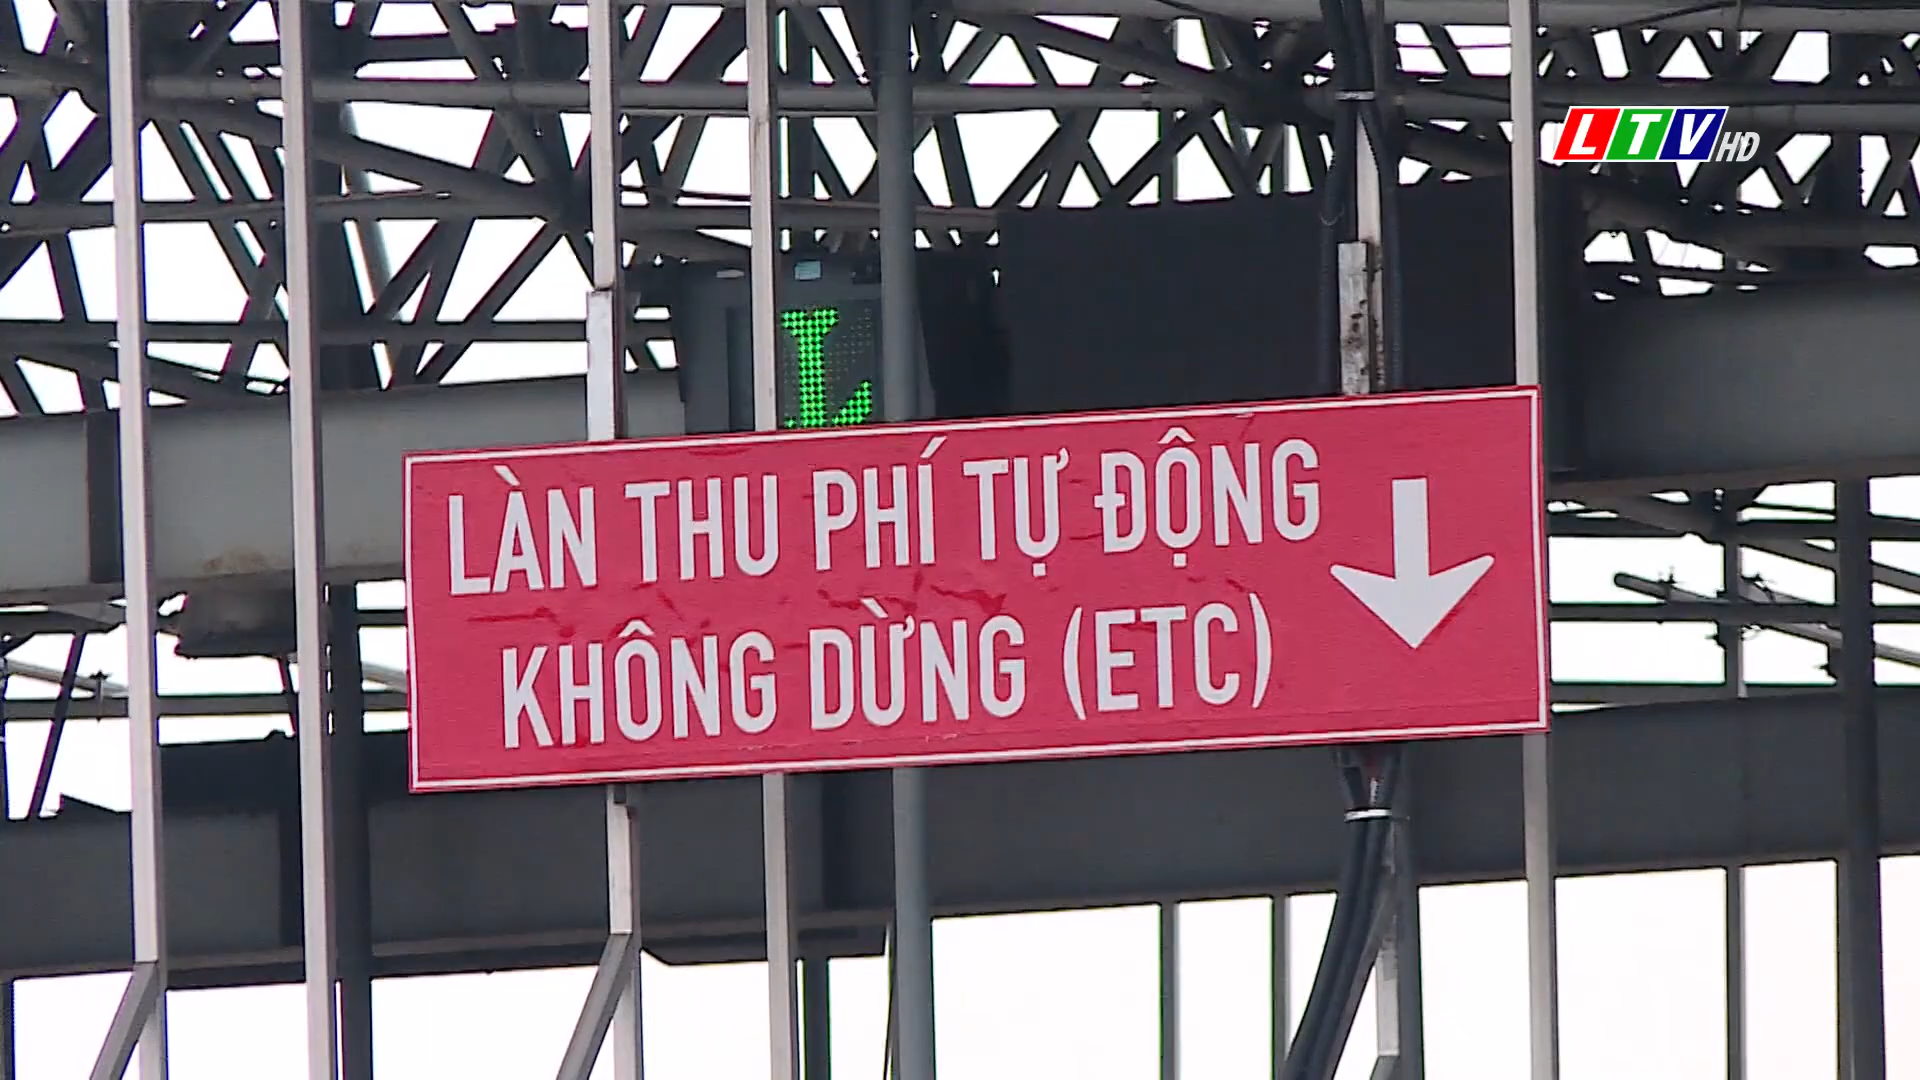 LTV HD
L
LÀN THU PHÍ TỰ ĐỘNG
KHÔNG DỪNG (ETC)